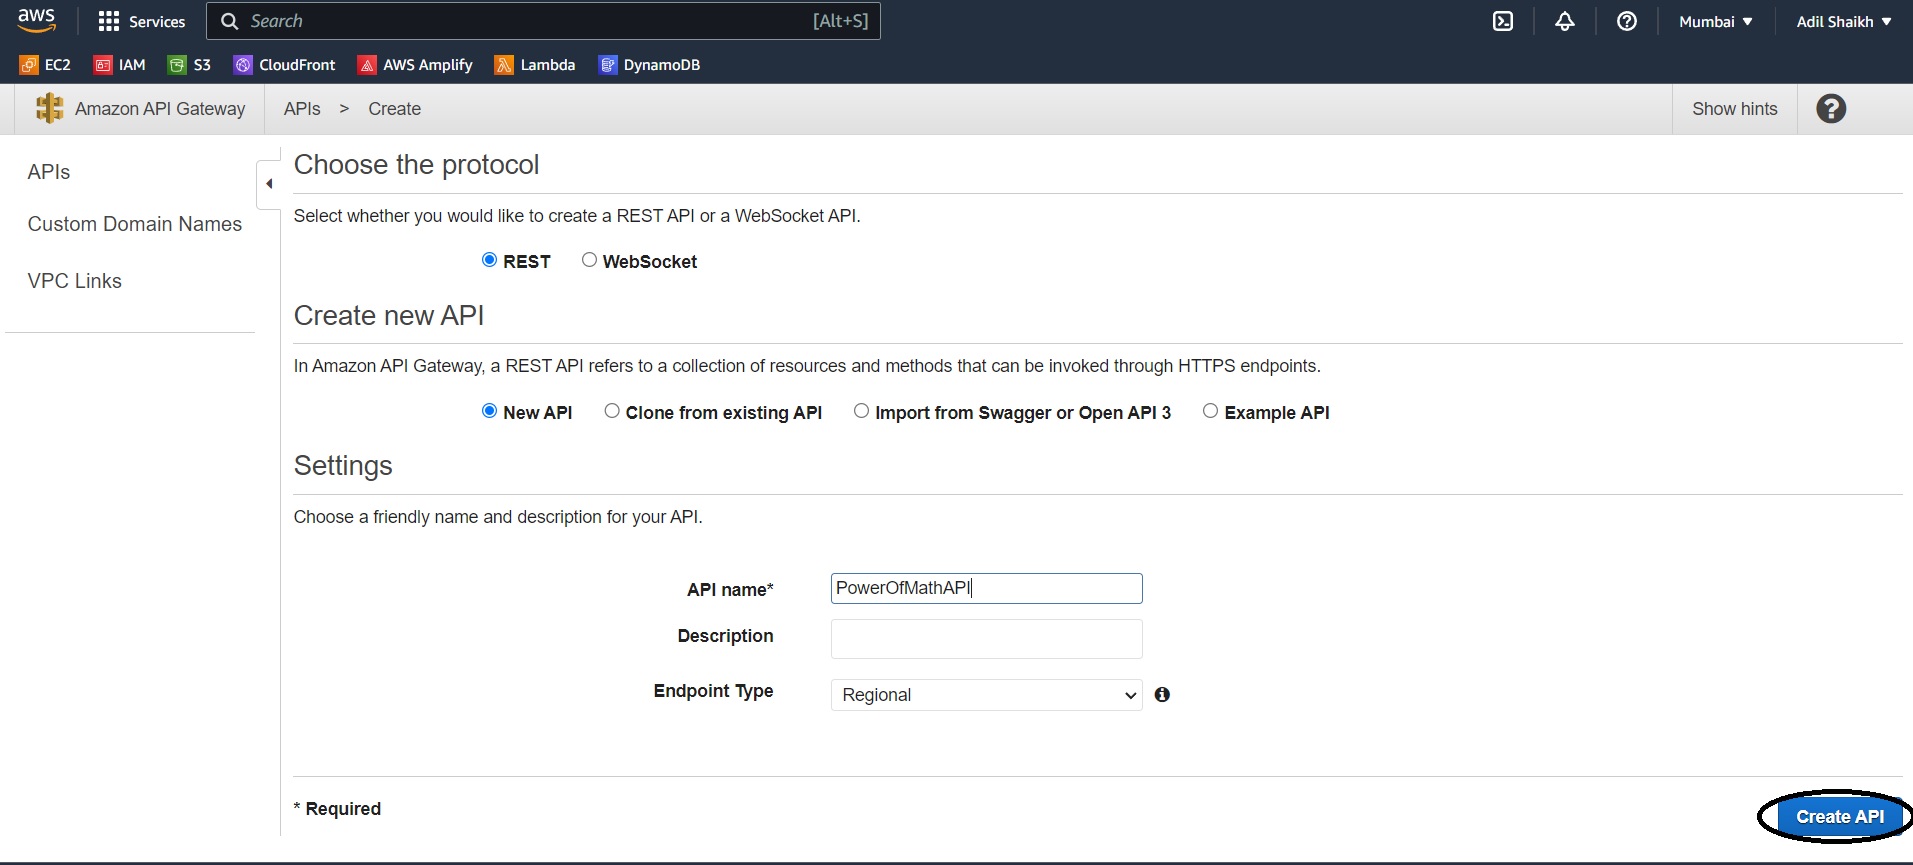 aws Services Search [Alt+S] Mumbai ▼ Adil Shaikh ▼
EC2 IAM S3 CloudFront AWS Amplify Lambda DynamoDB
Amazon API Gateway APIs > Create Show hints ?
APIs
Custom Domain Names
VPC Links
Choose the protocol
Select whether you would like to create a REST API or a WebSocket API.
REST WebSocket
Create new API
In Amazon API Gateway, a REST API refers to a collection of resources and methods that can be invoked through HTTPS endpoints.
New API Clone from existing API Import from Swagger or Open API 3 Example API
Settings
Choose a friendly name and description for your API.
API name* PowerOfMathAPI
Description
Endpoint Type Regional
* Required
Create API